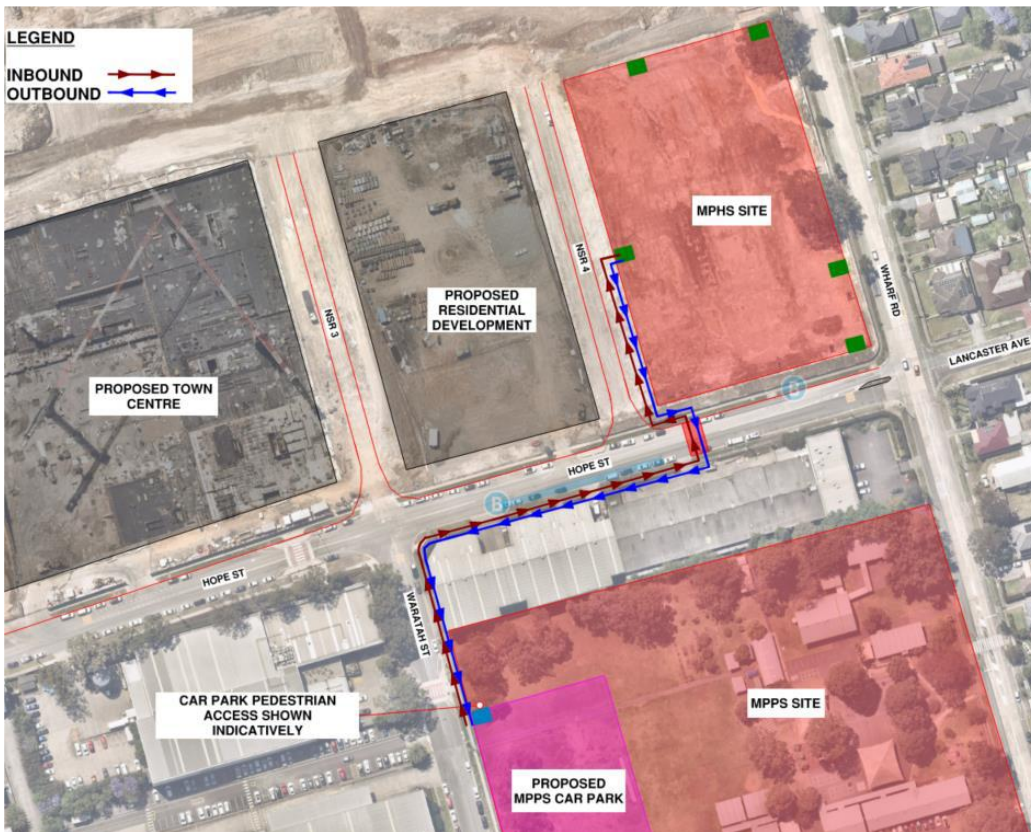 LEGEND
INBOUND
OUTBOUND
MPHS SITE
NSR 4
WHARF RD
NSR 3
PROPOSED
RESIDENTIAL
DEVELOPMENT
LANCASTER AVE
PROPOSED TOWN
CENTRE
B
HOPE ST
B
HOPE ST
WARATAH ST
CAR PARK PEDESTRIAN
ACCESS SHOWN
INDICATIVELY
MPPS SITE
PROPOSED
MPPS CAR PARK